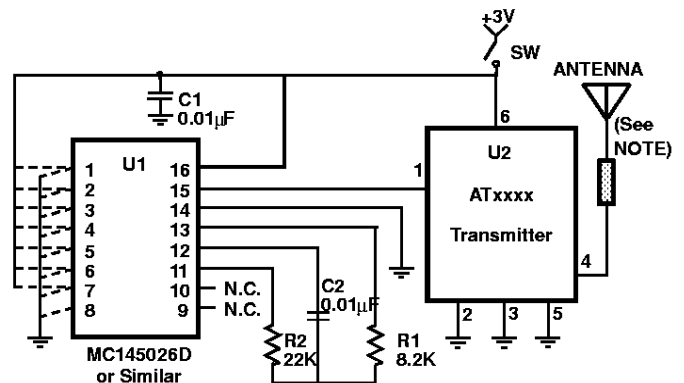 +3V
SW
ANTENNA
(See
NOTE)
C1
0.01µF
U1
1
2
3
4
5
6
7
8
16
15
14
13
12
11
10
9
N.C.
N.C.
MC145026D
or Similar
R2
22K
C2
0.01µF
R1
8.2K
6
U2
1
ATxxxx
Transmitter
4
2
3
5